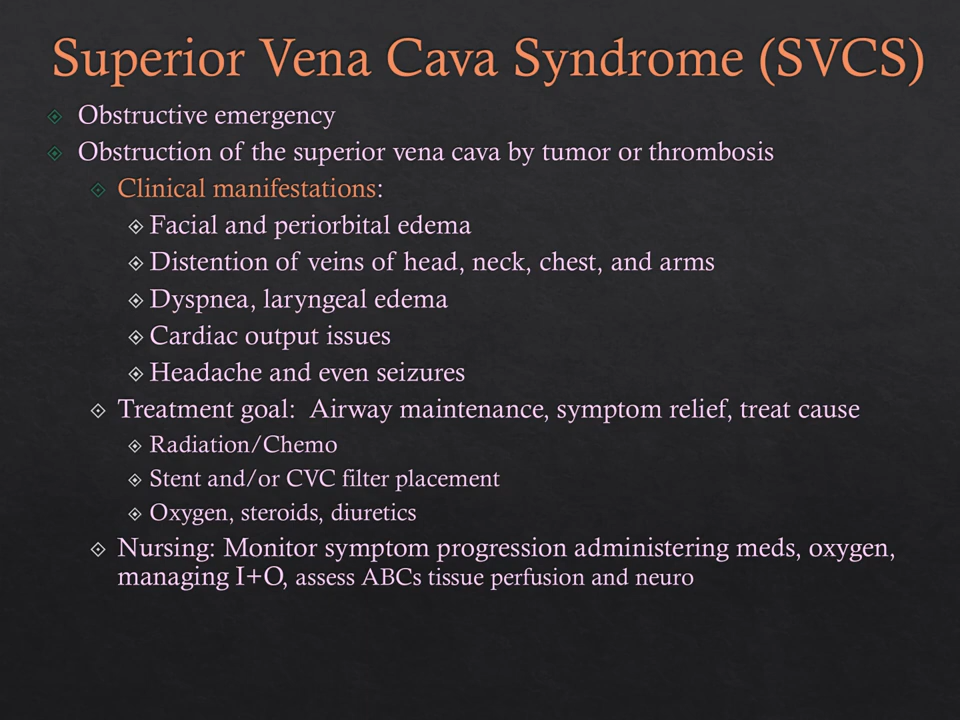 Superior Vena Cava Syndrome (SVCS)
Obstructive emergency
Obstruction of the superior vena cava by tumor or thrombosis
Clinical manifestations:
Facial and periorbital edema
Distention of veins of head, neck, chest, and arms
Dyspnea, laryngeal edema
Cardiac output issues
Headache and even seizures
Treatment goal:  Airway maintenance, symptom relief, treat cause
Radiation/Chemo
Stent and/or CVC filter placement
Oxygen, steroids, diuretics
Nursing: Monitor symptom progression administering meds, oxygen,
managing I+O, assess ABCs tissue perfusion and neuro